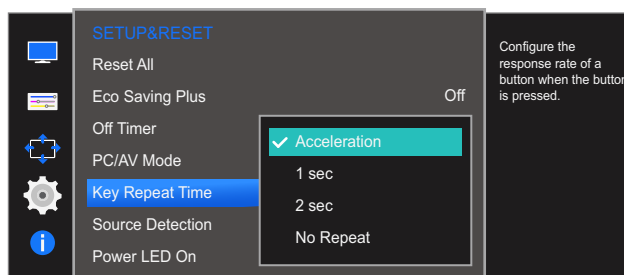 SETUP&RESET
Reset All
Eco Saving Plus Off
Off Timer
PC/AV Mode
Key Repeat Time
Source Detection
Power LED On
Acceleration
1 sec
2 sec
No Repeat
Configure the
response rate of a
button when the button
is pressed.